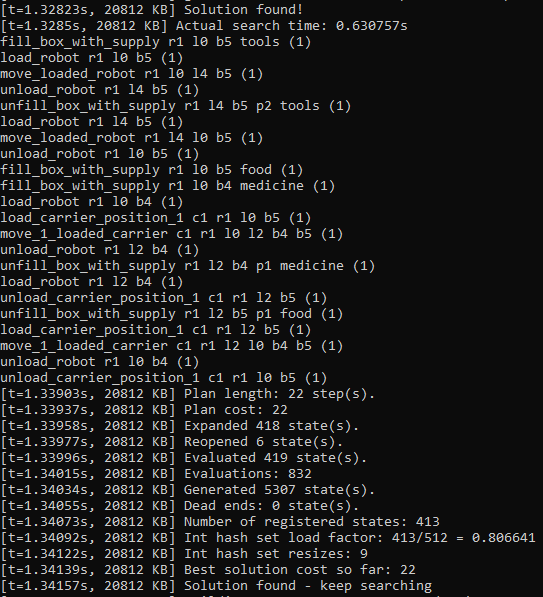 [t=1.32823s, 20812 KB] Solution found!
[t=1.3285s, 20812 KB] Actual search time: 0.630757s
fill_box_with_supply r1 l0 b5 tools (1)
load_robot r1 l0 b5 (1)
move_loaded_robot r1 l0 l4 b5 (1)
unload_robot r1 l4 b5 (1)
unfill_box_with_supply r1 l4 b5 p2 tools (1)
load_robot r1 l4 b5 (1)
move_loaded_robot r1 l4 l0 b5 (1)
unload_robot r1 l0 b5 (1)
fill_box_with_supply r1 l0 b5 food (1)
fill_box_with_supply r1 l0 b4 medicine (1)
load_robot r1 l0 b4 (1)
load_carrier_position_1 c1 r1 l0 b5 (1)
move_1_loaded_carrier c1 r1 l0 l2 b4 b5 (1)
unload_robot r1 l2 b4 (1)
unfill_box_with_supply r1 l2 b4 p1 medicine (1)
load_robot r1 l2 b4 (1)
unload_carrier_position_1 c1 r1 l2 b5 (1)
unfill_box_with_supply r1 l2 b5 p1 food (1)
load_carrier_position_1 c1 r1 l2 b5 (1)
move_1_loaded_carrier c1 r1 l2 l0 b4 b5 (1)
unload_robot r1 l0 b4 (1)
unload_carrier_position_1 c1 r1 l0 b5 (1)
[t=1.33903s, 20812 KB] Plan length: 22 step(s).
[t=1.33937s, 20812 KB] Plan cost: 22
[t=1.33958s, 20812 KB] Expanded 418 state(s).
[t=1.33977s, 20812 KB] Reopened 6 state(s).
[t=1.33996s, 20812 KB] Evaluated 419 state(s).
[t=1.34015s, 20812 KB] Evaluations: 832
[t=1.34034s, 20812 KB] Generated 5307 state(s).
[t=1.34055s, 20812 KB] Dead ends: 0 state(s).
[t=1.34073s, 20812 KB] Number of registered states: 413
[t=1.34092s, 20812 KB] Int hash set load factor: 413/512 = 0.806641
[t=1.34122s, 20812 KB] Int hash set resizes: 9
[t=1.34139s, 20812 KB] Best solution cost so far: 22
[t=1.34157s, 20812 KB] Solution found - keep searching